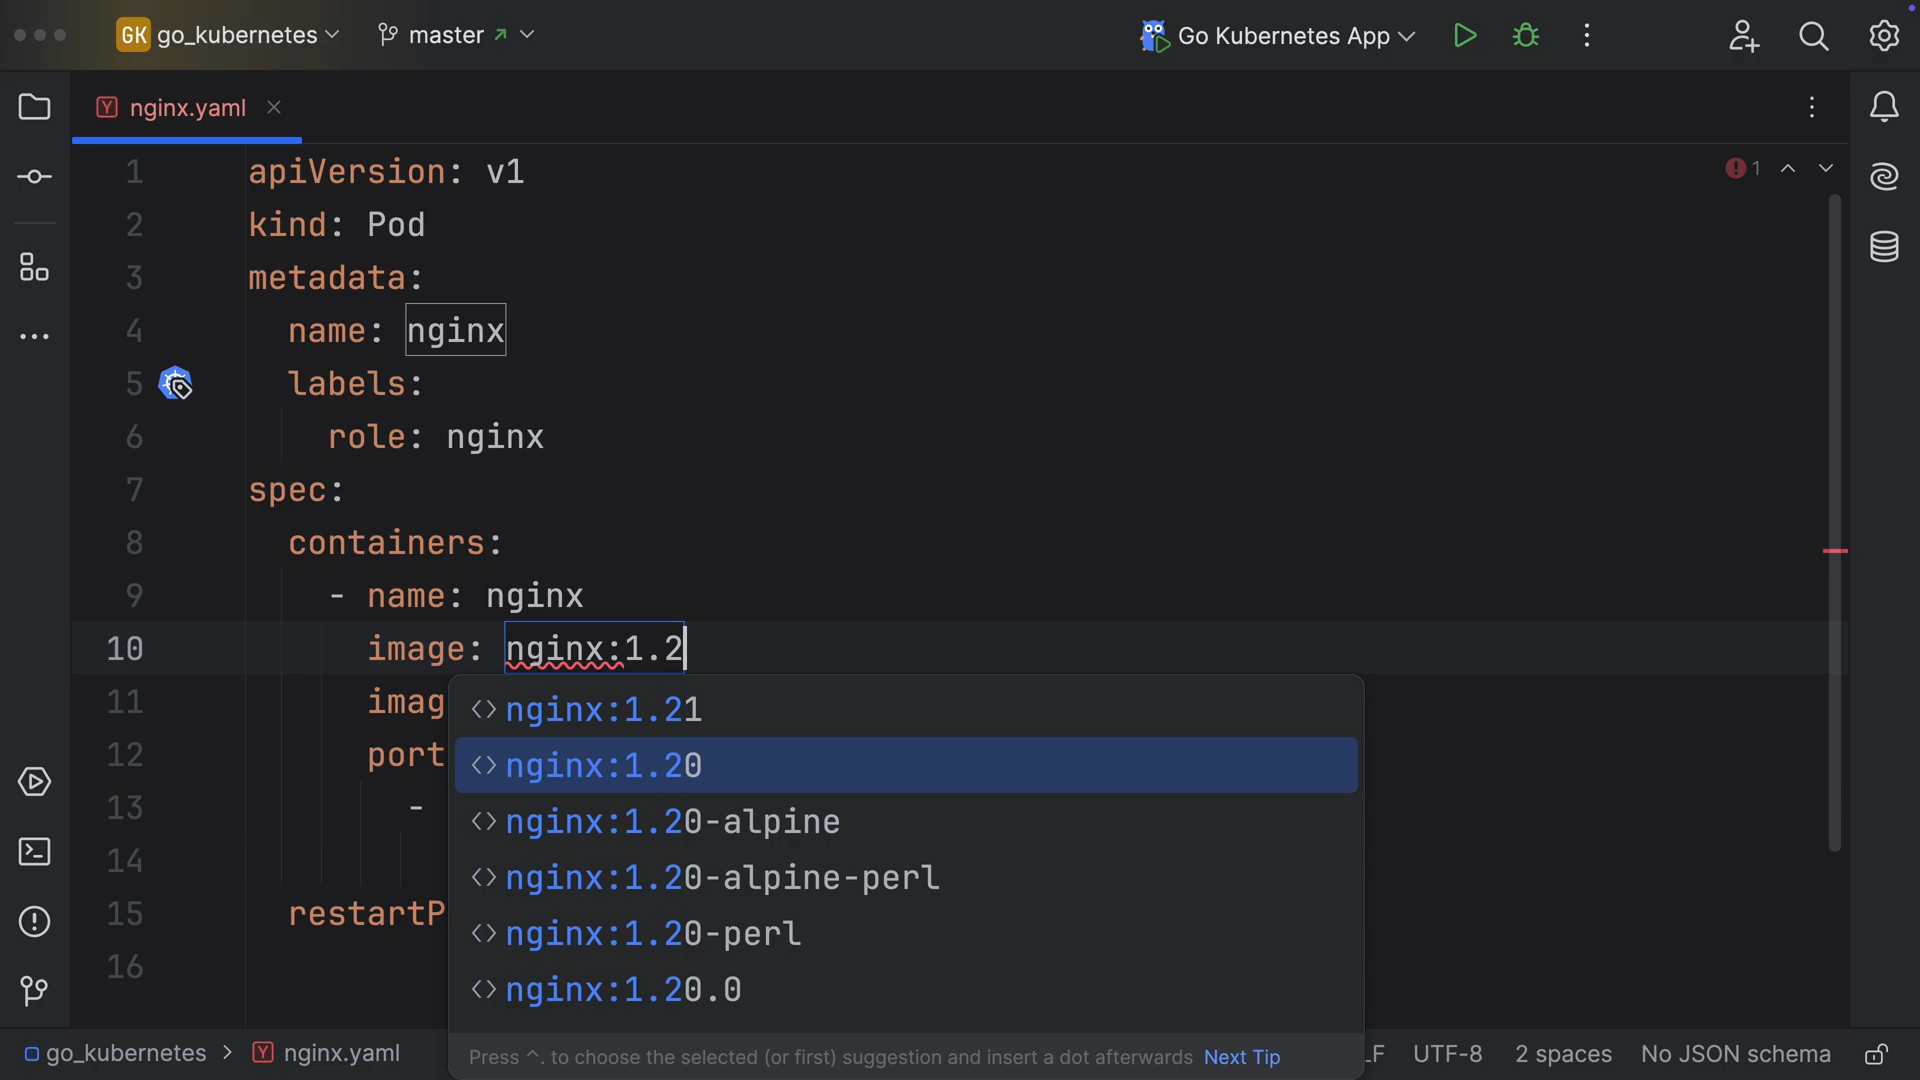 GK go_kubernetes master Go Kubernetes App
Y nginx.yaml
1 apiVersion: v1
1
2 kind: Pod
3 metadata:
4 name: nginx
5 labels:
6 role: nginx
7 spec:
8 containers:
9 - name: nginx
10 image: nginx:1.2
11 imag
12 port
13 -
14
15 restartP
16
<> nginx:1.21
<> nginx:1.20
<> nginx:1.20-alpine
<> nginx:1.20-alpine-perl
<> nginx:1.20-perl
<> nginx:1.20.0
Press ^. to choose the selected (or first) suggestion and insert a dot afterwards Next Tip
go_kubernetes > Y nginx.yaml LF UTF-8 2 spaces No JSON schema